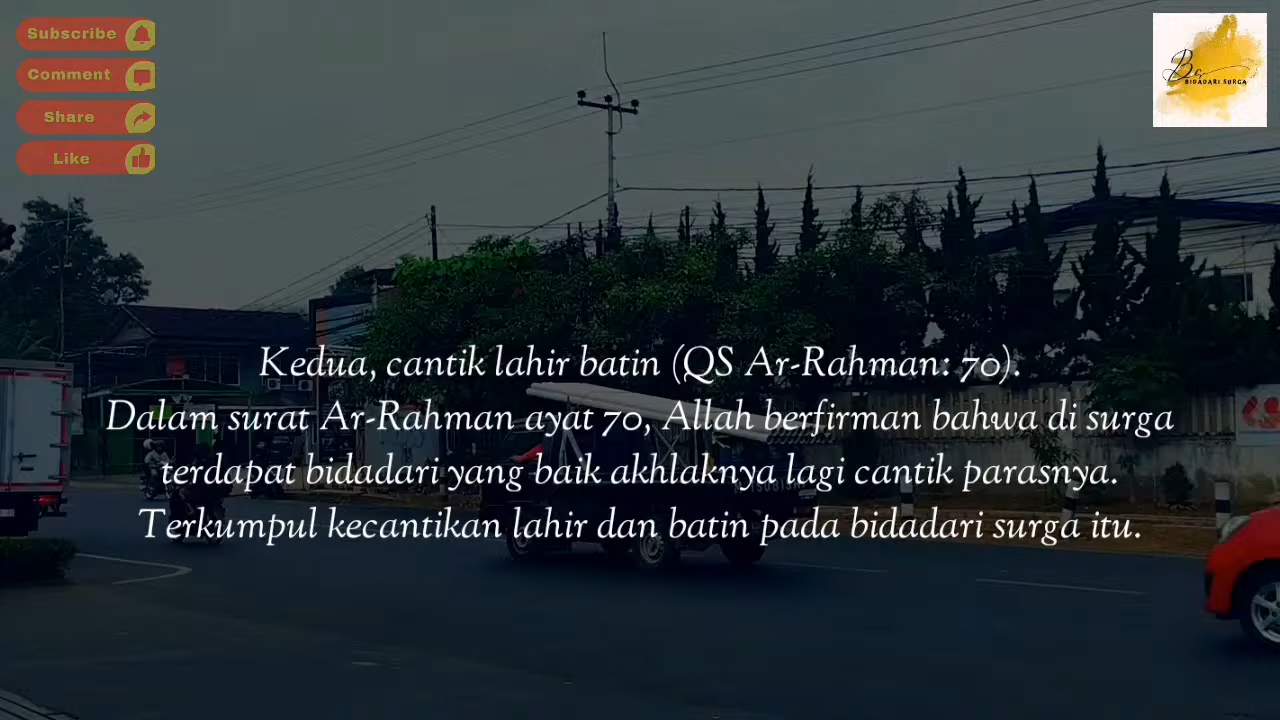 Subscribe
Comment
Share
Like
Bs
BIDADARI SURGA
Kedua, cantik lahir batin (QS Ar-Rahman: 70).
Dalam surat Ar-Rahman ayat 70, Allah berfirman bahwa di surga
terdapat bidadari yang baik akhlaknya lagi cantik parasnya.
Terkumpul kecantikan lahir dan batin pada bidadari surga itu.